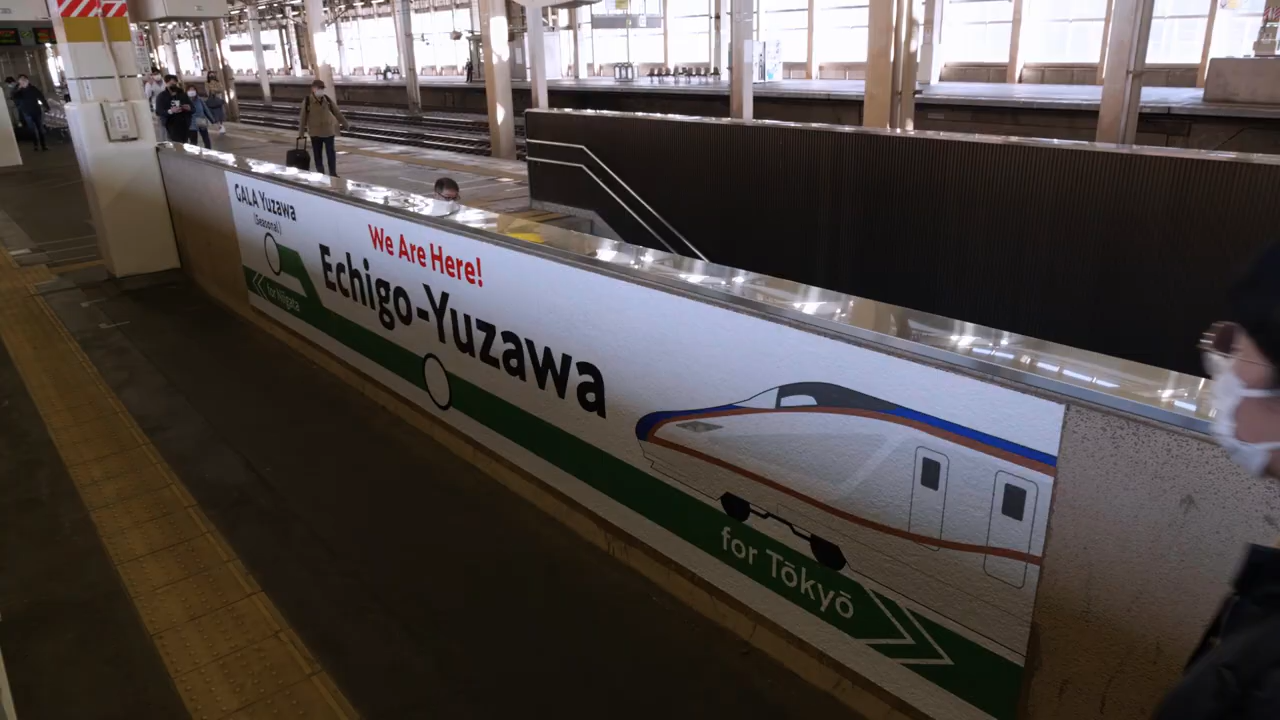 GALA Yuzawa
(Seasonal)
We Are Here!
Echigo-Yuzawa
for Niigata
for Tōkyō